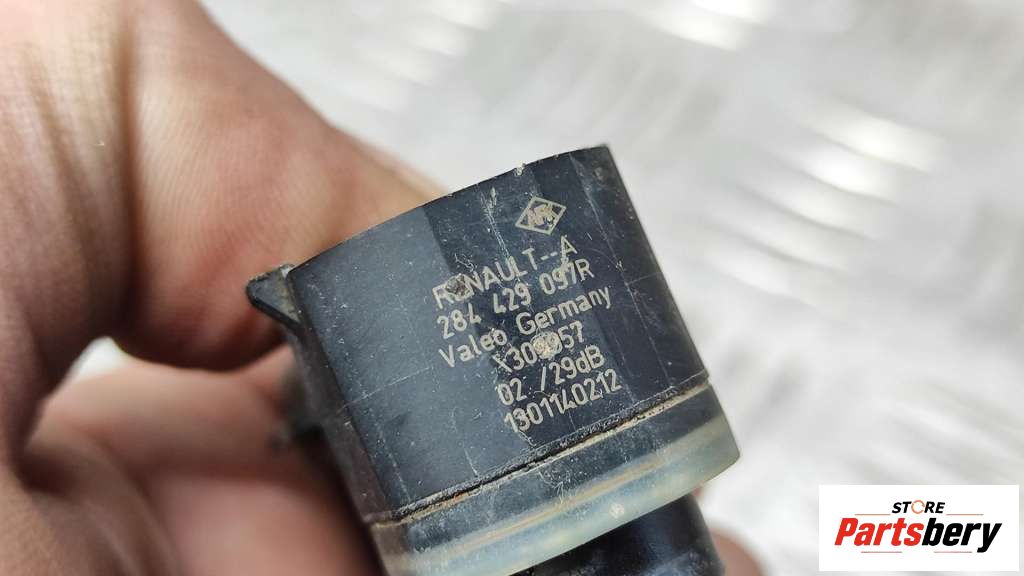 RENAULT--A
284 429 097R
Valeo Germany
02 /29dB
1301140212
STORE
Partsbery